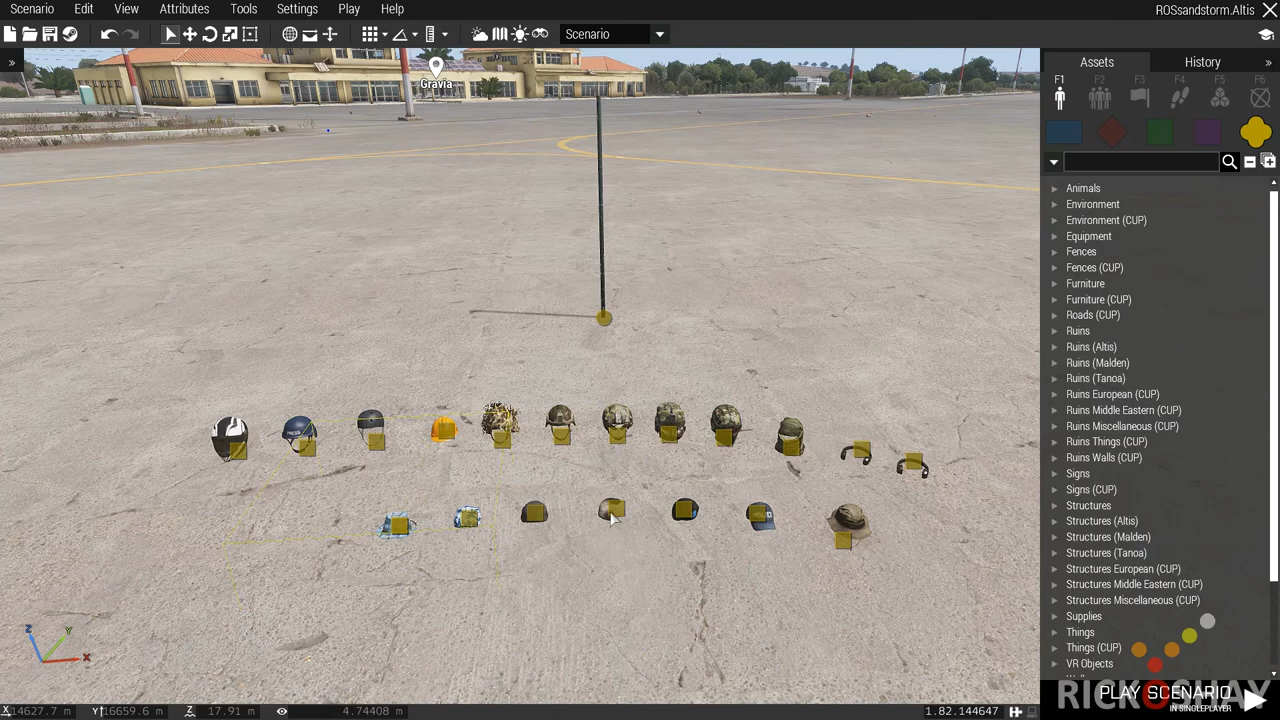 Scenario Edit View Attributes Tools Settings Play Help ROSsandstorm.Altis
Scenario
»
Gravia
Assets History »
F1 F2 F3 F4 F5 F6
Animals
Environment
Environment (CUP)
Equipment
Fences
Fences (CUP)
Furniture
Furniture (CUP)
Roads (CUP)
Ruins
Ruins (Altis)
Ruins (Malden)
Ruins (Tanoa)
Ruins European (CUP)
Ruins Middle Eastern (CUP)
Ruins Miscellaneous (CUP)
Ruins Things (CUP)
Ruins Walls (CUP)
Signs
Signs (CUP)
Structures
Structures (Altis)
Structures (Malden)
Structures (Tanoa)
Structures European (CUP)
Structures Middle Eastern (CUP)
Structures Miscellaneous (CUP)
Supplies
Things
Things (CUP)
VR Objects
PLAY SCENARIO
IN SINGLEPLAYER
Z Y X
X 14627.7 m Y 16659.6 m Z 17.91 m 4.74408 m 1.82.144647